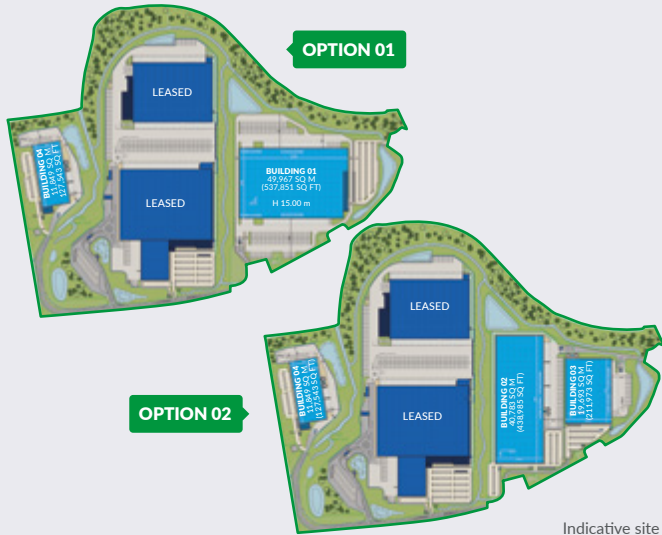 OPTION 01
LEASED
LEASED
BUILDING 01
49,967 SQ M
(537,851 SQ FT)
H 15.00 m
BUILDING 04
11,849 SQ M
127,543 SQ FT)
OPTION 02
LEASED
LEASED
BUILDING 02
40,783 SQ M
(438,985 SQ FT)
BUILDING 03
19,693 SQ M
(211,973 SQ FT)
BUILDING 04
11,849 SQ M
(127,543 SQ FT)
Indicative site